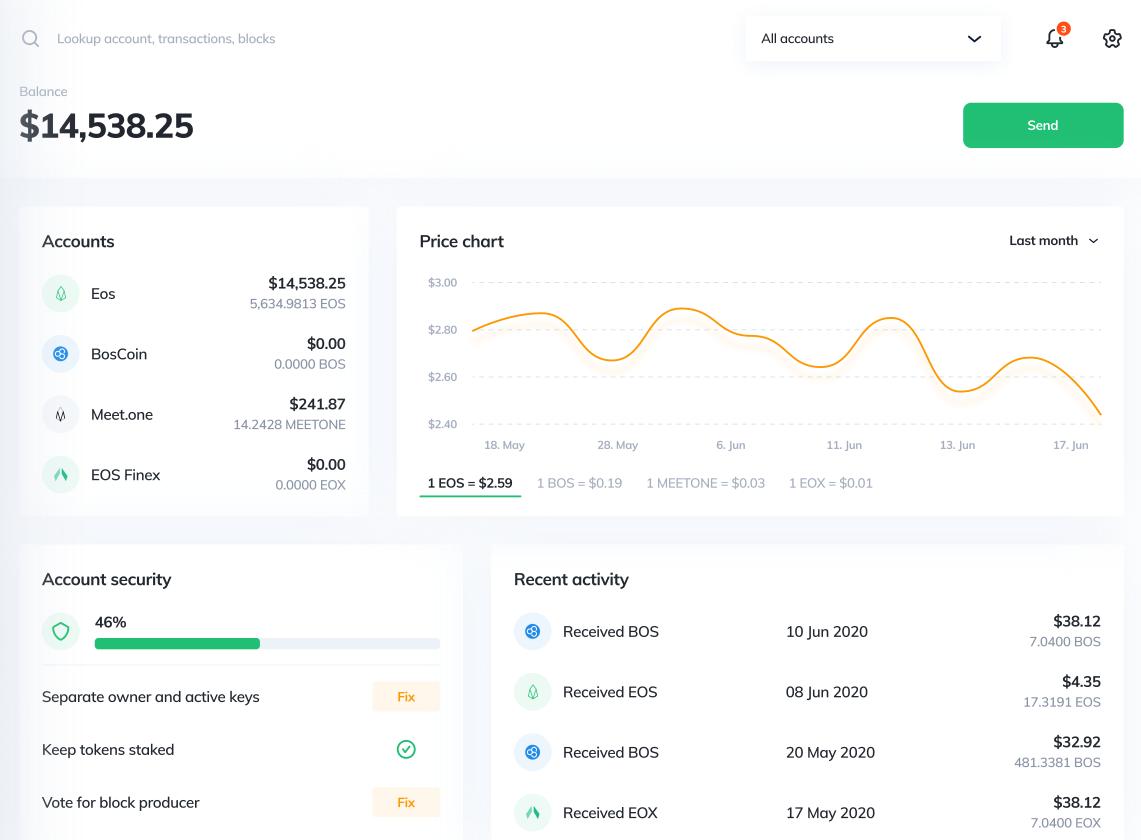 Lookup account, transactions, blocks
All accounts
3
Balance
$14,538.25
Send
Accounts
Eos
$14,538.25
5,634.9813 EOS
BosCoin
$0.00
0.0000 BOS
Meet.one
$241.87
14.2428 MEETONE
EOS Finex
$0.00
0.0000 EOX
Price chart
Last month
$3.00
$2.80
$2.60
$2.40
18. May
28. May
6. Jun
11. Jun
13. Jun
17. Jun
1 EOS = $2.59
1 BOS = $0.19
1 MEETONE = $0.03
1 EOX = $0.01
Account security
46%
Separate owner and active keys
Fix
Keep tokens staked
Vote for block producer
Fix
Recent activity
Received BOS
10 Jun 2020
$38.12
7.0400 BOS
Received EOS
08 Jun 2020
$4.35
17.3191 EOS
Received BOS
20 May 2020
$32.92
481.3381 BOS
Received EOX
17 May 2020
$38.12
7.0400 EOX